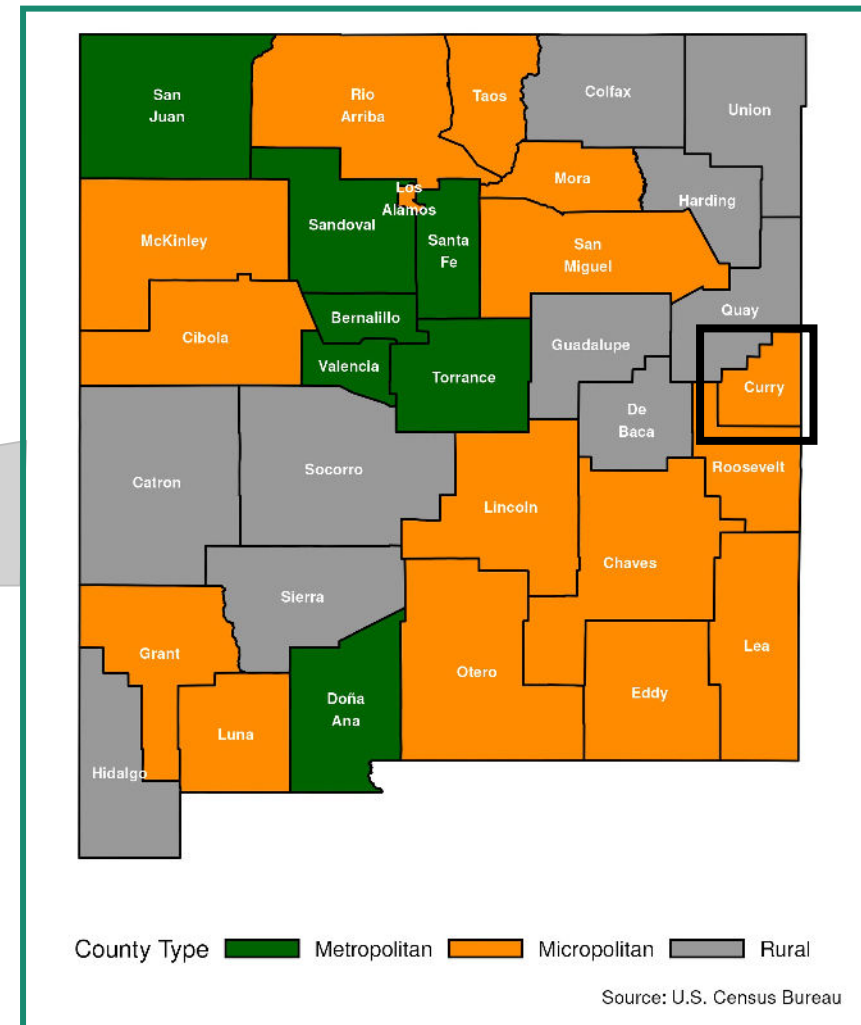 San
Juan
Rio
Arriba
Taos
Colfax
Union
Los
Alamos
Mora
Harding
McKinley
Sandoval
Santa
Fe
San
Miguel
Cibola
Bernalillo
Quay
Valencia
Torrance
Guadalupe
Curry
De
Baca
Catron
Socorro
Roosevelt
Lincoln
Chaves
Sierra
Grant
Otero
Lea
Eddy
Luna
Doña
Ana
Hidalgo
County Type Metropolitan Micropolitan Rural
Source: U.S. Census Bureau